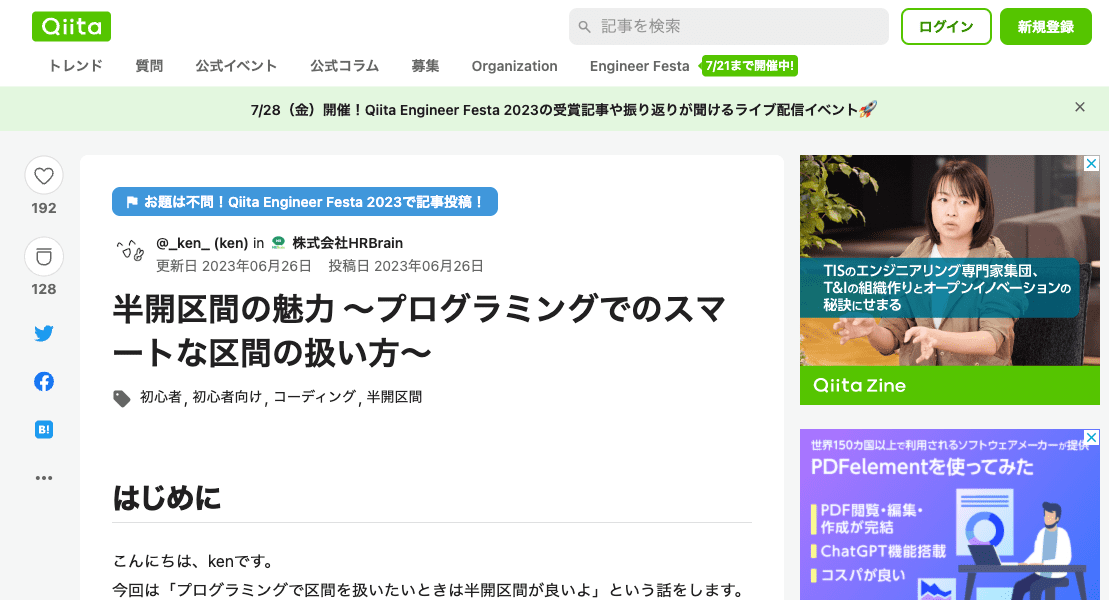 Qiita
記事を検索
ログイン
新規登録
トレンド 質問 公式イベント 公式コラム 募集 Organization Engineer Festa 7/21まで開催中!
7/28（金）開催！Qiita Engineer Festa 2023の受賞記事や振り返りが聞けるライブ配信イベント🚀
192
128
B!
お題は不問！Qiita Engineer Festa 2023で記事投稿！
@_ken_ (ken) in 株式会社HRBrain
更新日 2023年06月26日 投稿日 2023年06月26日
半開区間の魅力 〜プログラミングでのスマ
ートな区間の扱い方〜
初心者, 初心者向け, コーディング, 半開区間
はじめに
こんにちは、kenです。
今回は「プログラミングで区間を扱いたいときは半開区間が良いよ」という話をします。
TISのエンジニアリング専門家集団、
T&Iの組織作りとオープンイノベーションの
秘訣にせまる
Qiita Zine
世界150カ国以上で利用されるソフトウェアメーカーが提供
PDFelementを使ってみた
PDF閲覧・編集・
作成が完結
ChatGPT機能搭載
コスパが良い